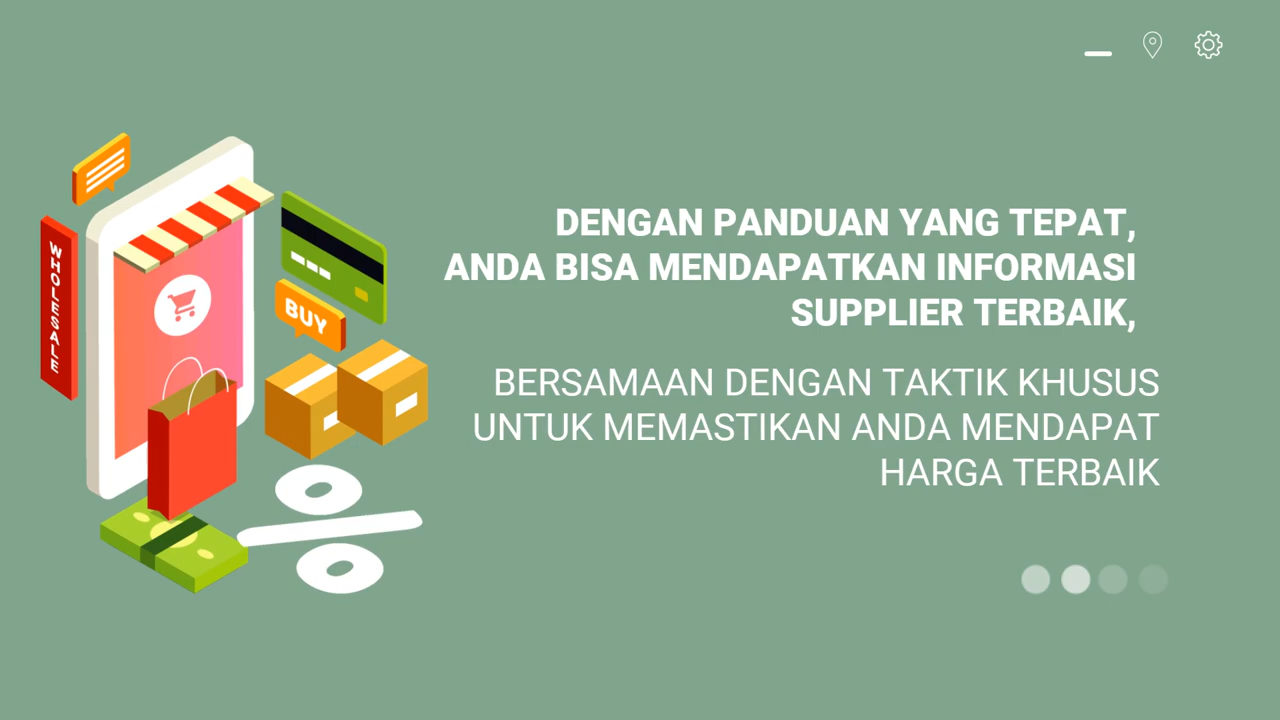 WHOLESALE
BUY
DENGAN PANDUAN YANG TEPAT,
ANDA BISA MENDAPATKAN INFORMASI
SUPPLIER TERBAIK,
BERSAMAAN DENGAN TAKTIK KHUSUS
UNTUK MEMASTIKAN ANDA MENDAPAT
HARGA TERBAIK